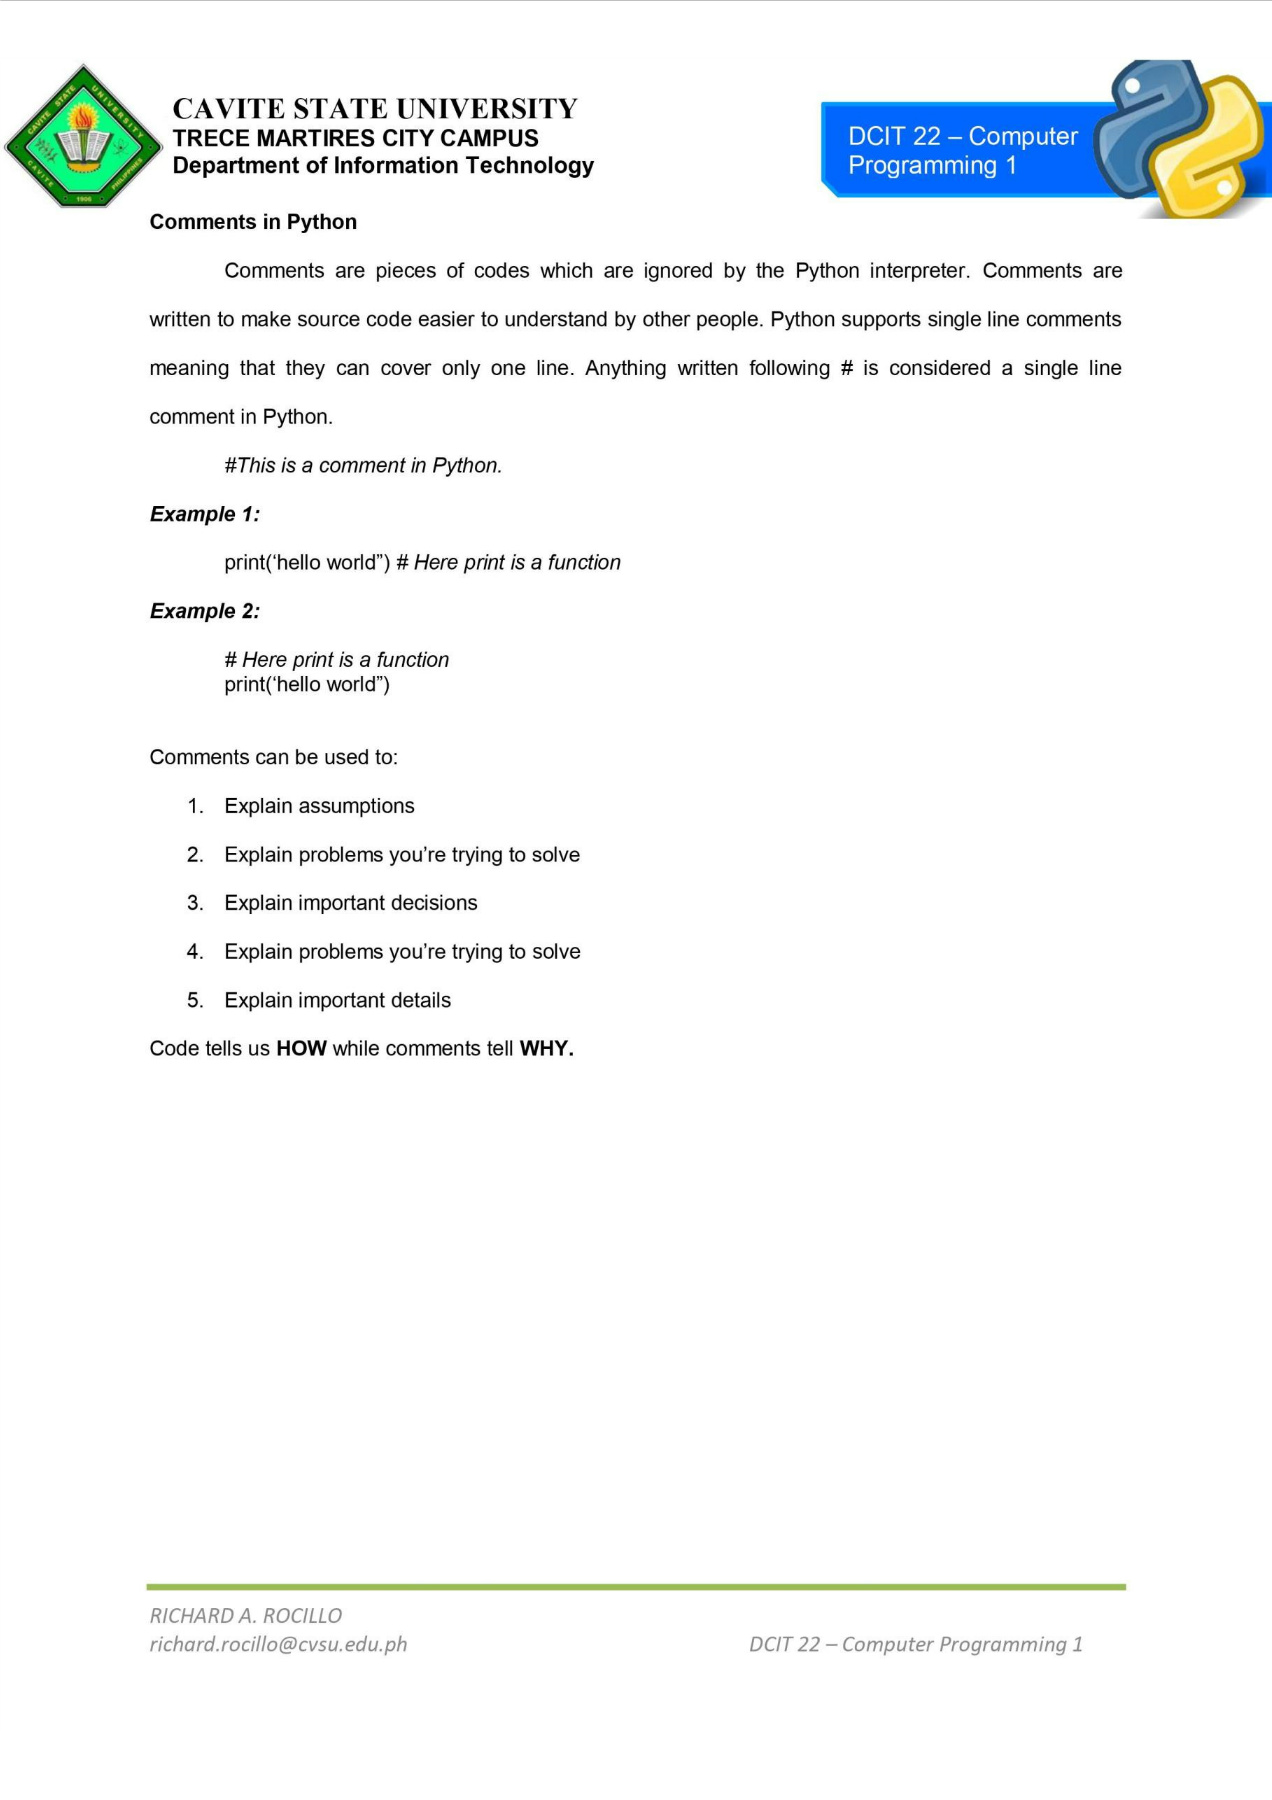 CAVITE STATE UNIVERSITY
TRECE MARTIRES CITY CAMPUS
Department of Information Technology
DCIT 22 – Computer
Programming 1
CAVITE STATE UNIVERSITY
CAVITE
1906
PHILIPPINES
Comments in Python
Comments are pieces of codes which are ignored by the Python interpreter. Comments are
written to make source code easier to understand by other people. Python supports single line comments
meaning that they can cover only one line. Anything written following # is considered a single line
comment in Python.
#This is a comment in Python.
Example 1:
print(‘hello world”) # Here print is a function
Example 2:
# Here print is a function
print(‘hello world”)
Comments can be used to:
1. Explain assumptions
2. Explain problems you’re trying to solve
3. Explain important decisions
4. Explain problems you’re trying to solve
5. Explain important details
Code tells us HOW while comments tell WHY.
RICHARD A. ROCILLO
richard.rocillo@cvsu.edu.ph
DCIT 22 – Computer Programming 1